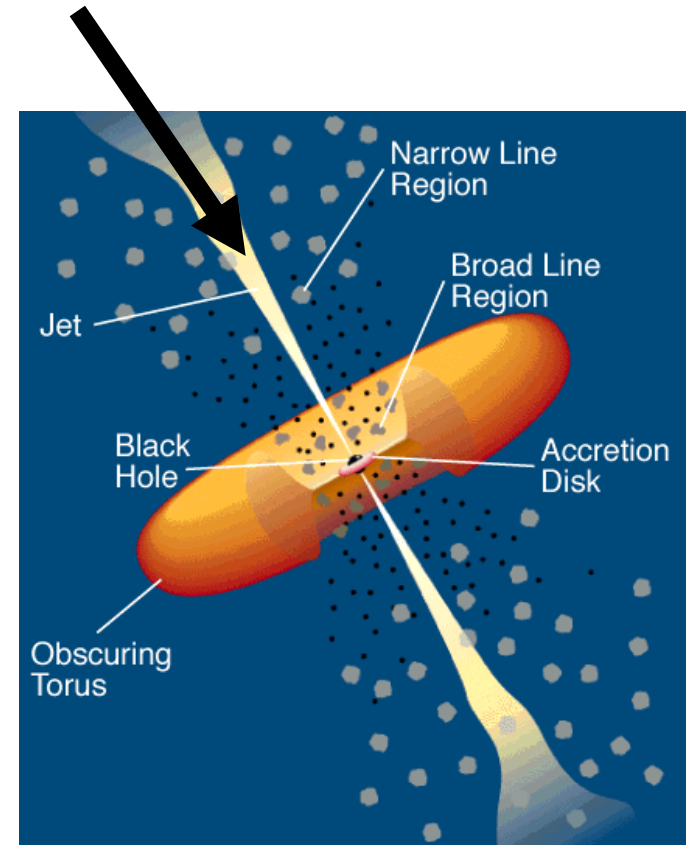 Narrow Line
Region
Broad Line
Region
Jet
Black
Hole
Accretion
Disk
Obscuring
Torus